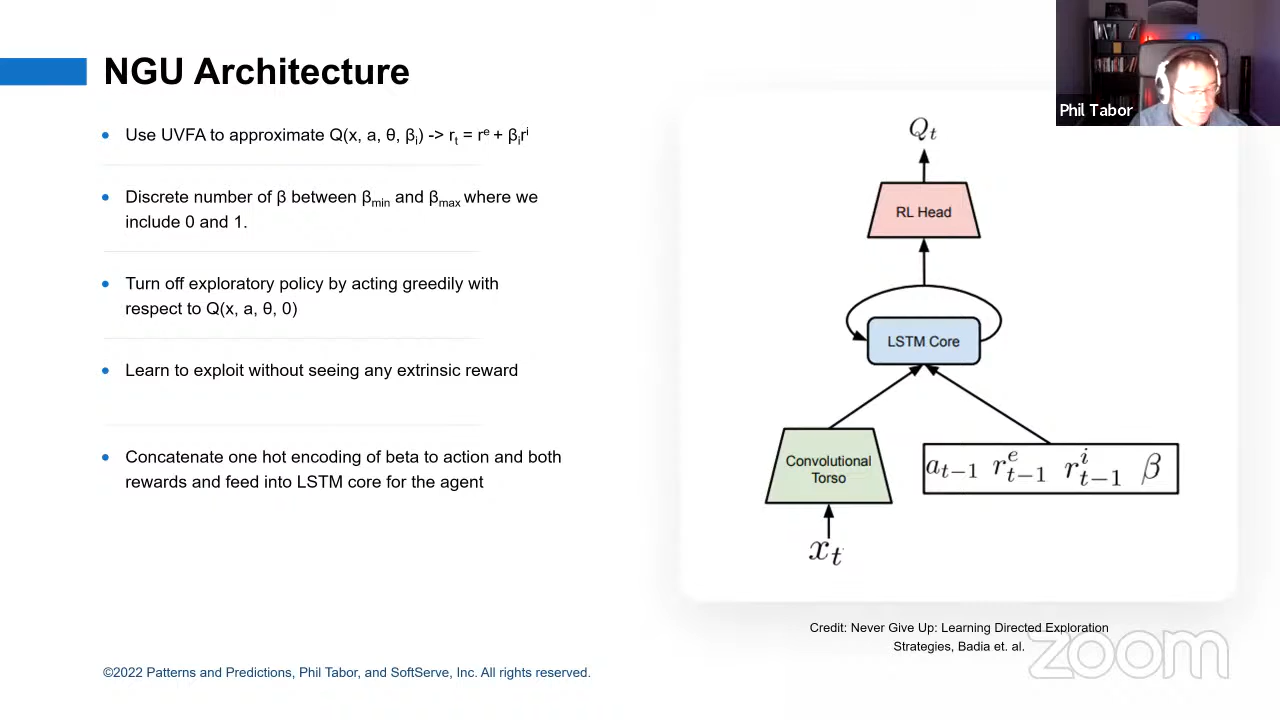 NGU Architecture
Phil Tabor
Use UVFA to approximate Q(x, a, θ, βi) -> rt = re + βiri
Discrete number of β between βmin and βmax where we
include 0 and 1.
Turn off exploratory policy by acting greedily with
respect to Q(x, a, θ, 0)
Learn to exploit without seeing any extrinsic reward
Concatenate one hot encoding of beta to action and both
rewards and feed into LSTM core for the agent
Qt
RL Head
LSTM Core
Convolutional
Torso
at−1 ret−1 rit−1 β
xt
Credit: Never Give Up: Learning Directed Exploration
Strategies, Badia et. al.
zoom
©2022 Patterns and Predictions, Phil Tabor, and SoftServe, Inc. All rights reserved.